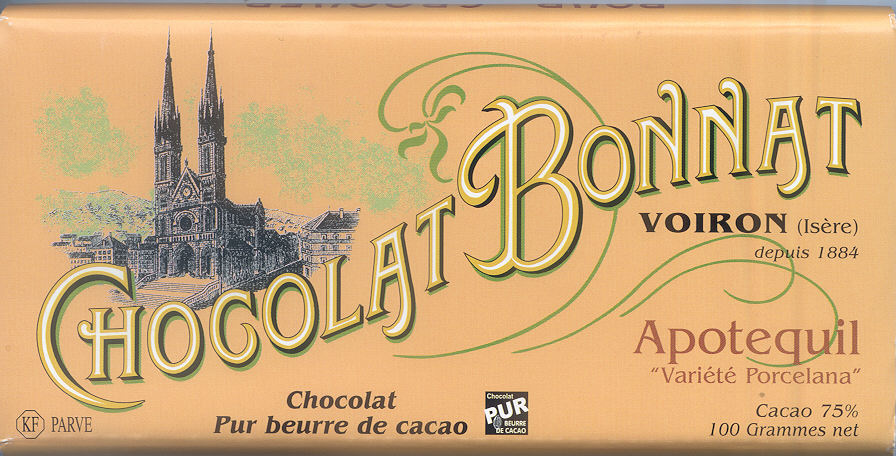 CHOCOLAT BONNAT
VOIRON (Isère)
depuis 1884
Apotequil
"Variété Porcelana"
Cacao 75%
100 Grammes net
Chocolat
Pur beurre de cacao
Chocolat
PUR
BEURRE
DE CACAO
KF PARVE